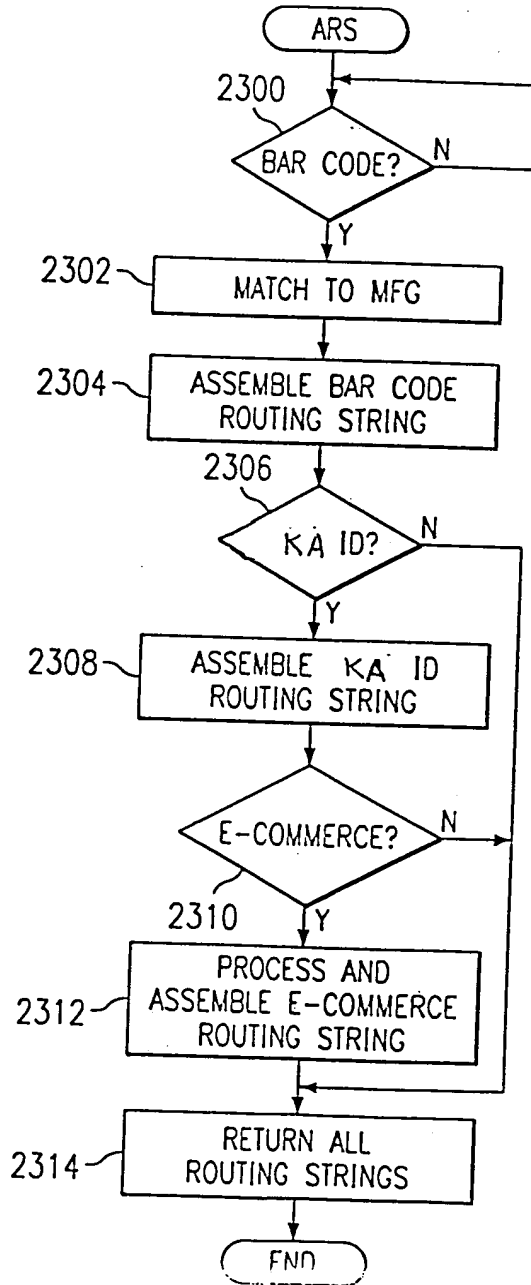 ARS
2300
BAR CODE?
N
Y
2302
MATCH TO MFG
2304
ASSEMBLE BAR CODE
ROUTING STRING
2306
KA ID?
N
Y
2308
ASSEMBLE KA ID
ROUTING STRING
E-COMMERCE?
N
2310
Y
2312
PROCESS AND
ASSEMBLE E-COMMERCE
ROUTING STRING
2314
RETURN ALL
ROUTING STRINGS
END